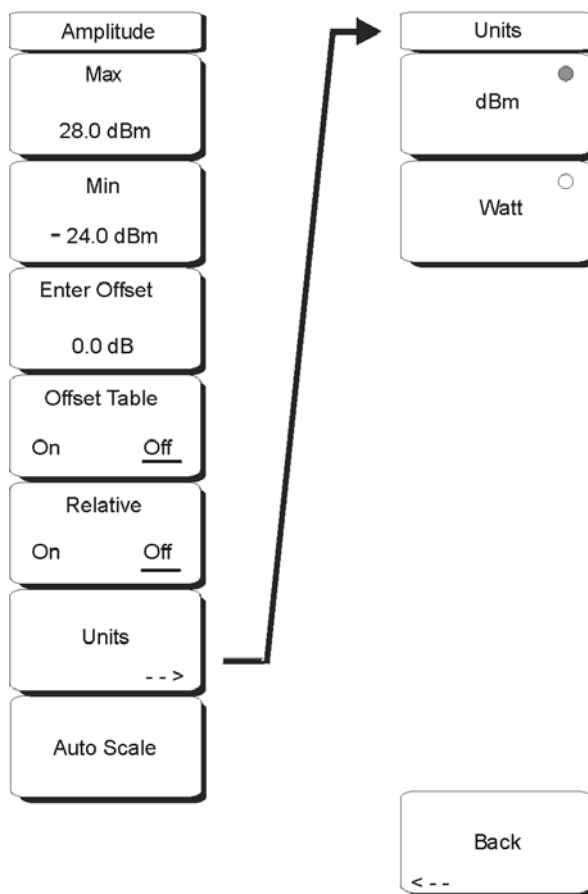 Amplitude
Max
28.0 dBm
Min
- 24.0 dBm
Enter Offset
0.0 dB
Offset Table
On Off
Relative
On Off
Units
-->
Auto Scale
Units
dBm
Watt
Back
<--